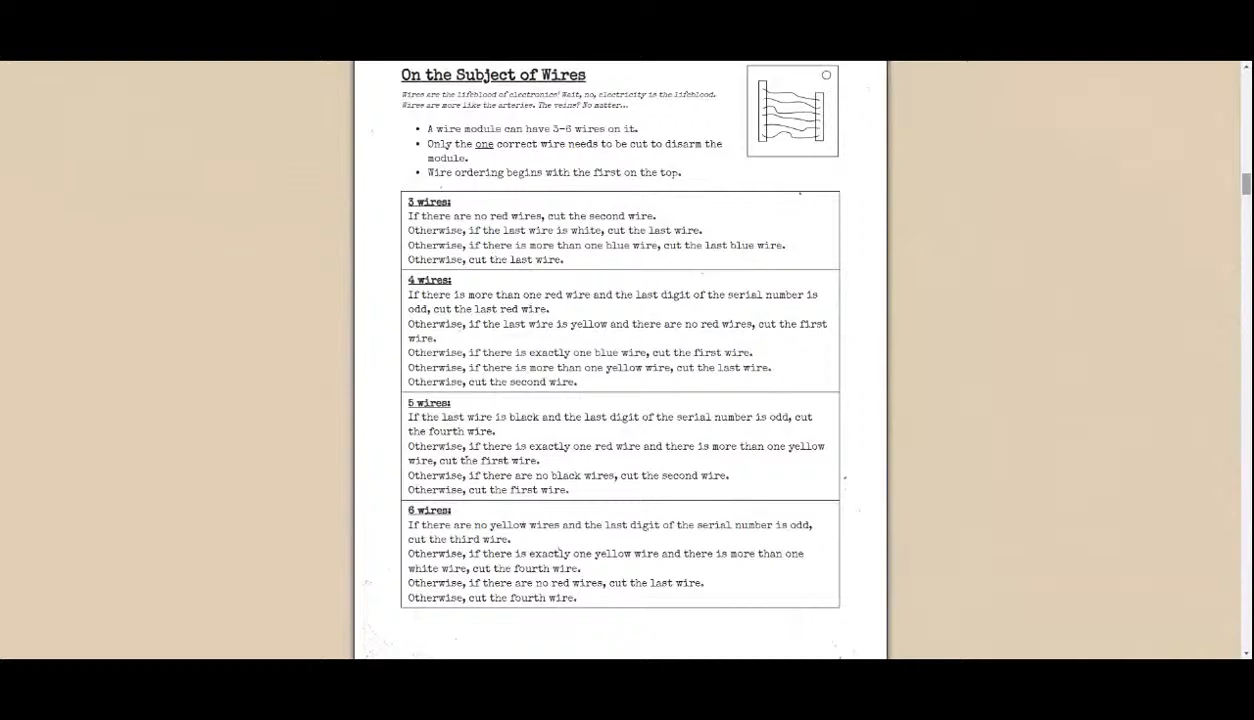 On the Subject of Wires
Wires are the lifeblood of electronics! Wait, no, electricity is the lifeblood.
Wires are more like the arteries. The veins? No matter…
• A wire module can have 3-6 wires on it.
• Only the one correct wire needs to be cut to disarm the
module.
• Wire ordering begins with the first on the top.
3 wires:
If there are no red wires, cut the second wire.
Otherwise, if the last wire is white, cut the last wire.
Otherwise, if there is more than one blue wire, cut the last blue wire.
Otherwise, cut the last wire.
4 wires:
If there is more than one red wire and the last digit of the serial number is
odd, cut the last red wire.
Otherwise, if the last wire is yellow and there are no red wires, cut the first
wire.
Otherwise, if there is exactly one blue wire, cut the first wire.
Otherwise, if there is more than one yellow wire, cut the last wire.
Otherwise, cut the second wire.
5 wires:
If the last wire is black and the last digit of the serial number is odd, cut
the fourth wire.
Otherwise, if there is exactly one red wire and there is more than one yellow
wire, cut the first wire.
Otherwise, if there are no black wires, cut the second wire.
Otherwise, cut the first wire.
6 wires:
If there are no yellow wires and the last digit of the serial number is odd,
cut the third wire.
Otherwise, if there is exactly one yellow wire and there is more than one
white wire, cut the fourth wire.
Otherwise, if there are no red wires, cut the last wire.
Otherwise, cut the fourth wire.